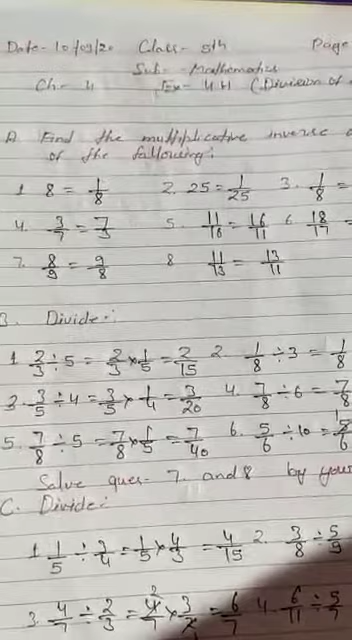 Date- 10/09/20 Class- 5th Page
Sub:- Mathematics
Ch- 4 Ex- 4.H (Division of
A Find the multiplicative inverse
of the following:
1 8 = 1/8 2. 25 = 1/25 3. 1/8 =
4. 3/7 = 7/3 5. 11/16 = 16/11 6. 18/17 =
7. 8/9 = 9/8 8 11/13 = 13/11
B. Divide:
1. 2/3 ÷ 5 = 2/3 × 1/5 = 2/15 2. 1/8 ÷ 3 = 1/8
3. 3/5 ÷ 4 = 3/5 × 1/4 = 3/20 4. 7/8 ÷ 6 = 7/8
5. 7/8 ÷ 5 = 7/8 × 1/5 = 7/40 6. 5/6 ÷ 10 =
Solve ques- 7 and 8 by your
C. Divide:
1. 1/5 ÷ 3/4 = 1/5 × 4/3 = 4/15 2. 3/8 ÷ 5/9
3. 4/7 ÷ 2/3 = 4/7 × 3/2 = 6/7 4. 6/11 ÷ 5/7